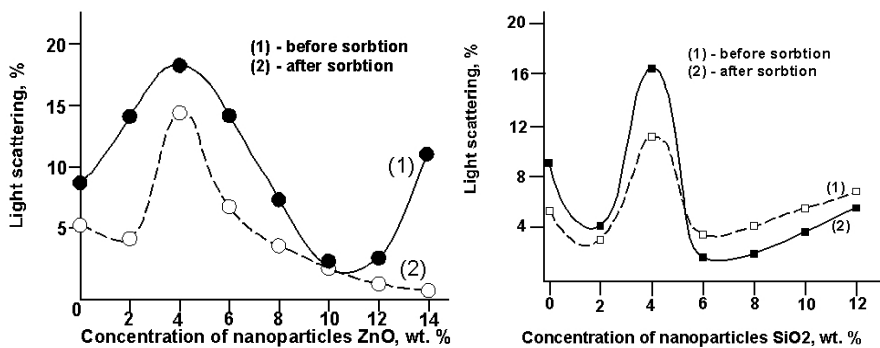 Light scattering, %
20
15
10
5
(1) - before sorbtion
(2) - after sorbtion
(1)
(2)
0 2 4 6 8 10 12 14
Concentration of nanoparticles ZnO, wt. %
Light scattering, %
20
16
12
8
4
(1) - before sorbtion
(2) - after sorbtion
(1)
(2)
0 2 4 6 8 10 12
Concentration of nanoparticles SiO2, wt. %